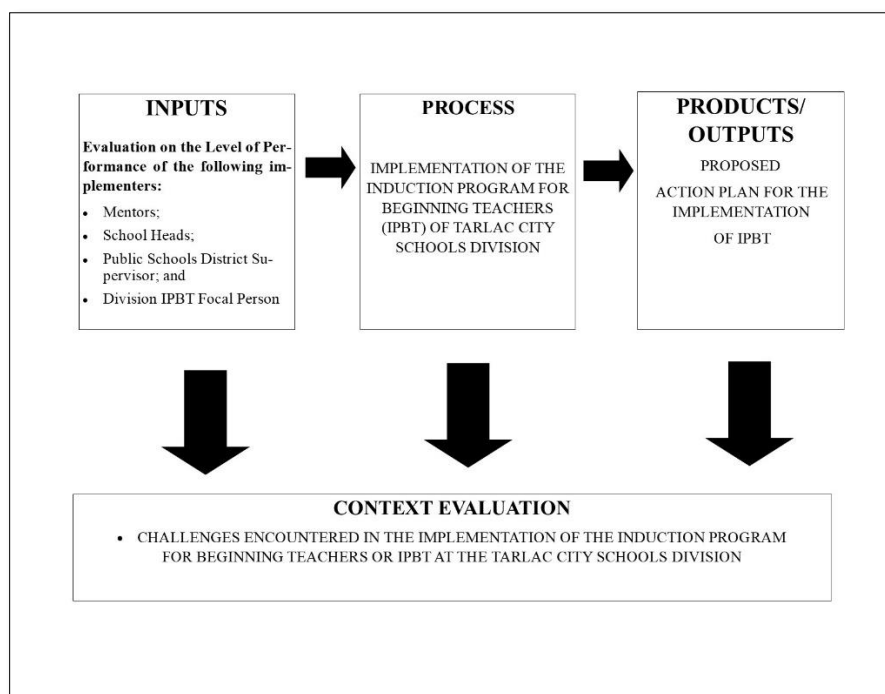 INPUTS
Evaluation on the Level of Per-
formance of the following im-
plementers:
• Mentors;
• School Heads;
• Public Schools District Su-
pervisor; and
• Division IPBT Focal Person
PROCESS
IMPLEMENTATION OF THE
INDUCTION PROGRAM FOR
BEGINNING TEACHERS
(IPBT) OF TARLAC CITY
SCHOOLS DIVISION
PRODUCTS/
OUTPUTS
PROPOSED
ACTION PLAN FOR THE
IMPLEMENTATION
OF IPBT
CONTEXT EVALUATION
• CHALLENGES ENCOUNTERED IN THE IMPLEMENTATION OF THE INDUCTION PROGRAM
FOR BEGINNING TEACHERS OR IPBT AT THE TARLAC CITY SCHOOLS DIVISION